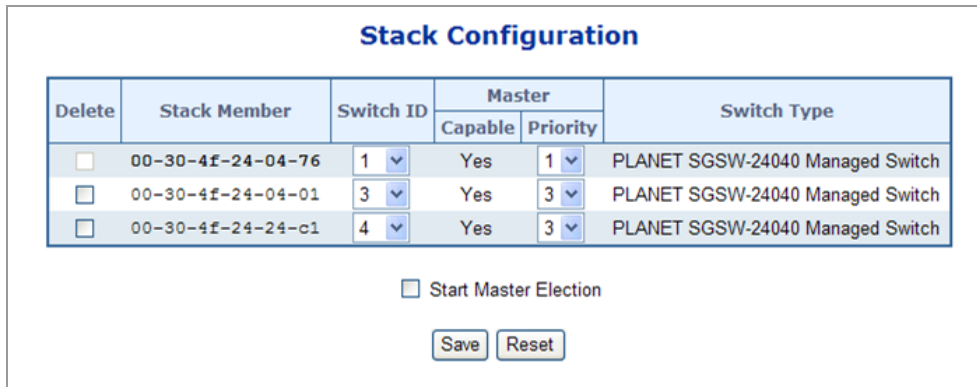 Stack Configuration
Delete Stack Member Switch ID Master Switch Type
Capable Priority
00-30-4f-24-04-76 1 Yes 1 PLANET SGSW-24040 Managed Switch
00-30-4f-24-04-01 3 Yes 3 PLANET SGSW-24040 Managed Switch
00-30-4f-24-24-c1 4 Yes 3 PLANET SGSW-24040 Managed Switch
Start Master Election
Save Reset